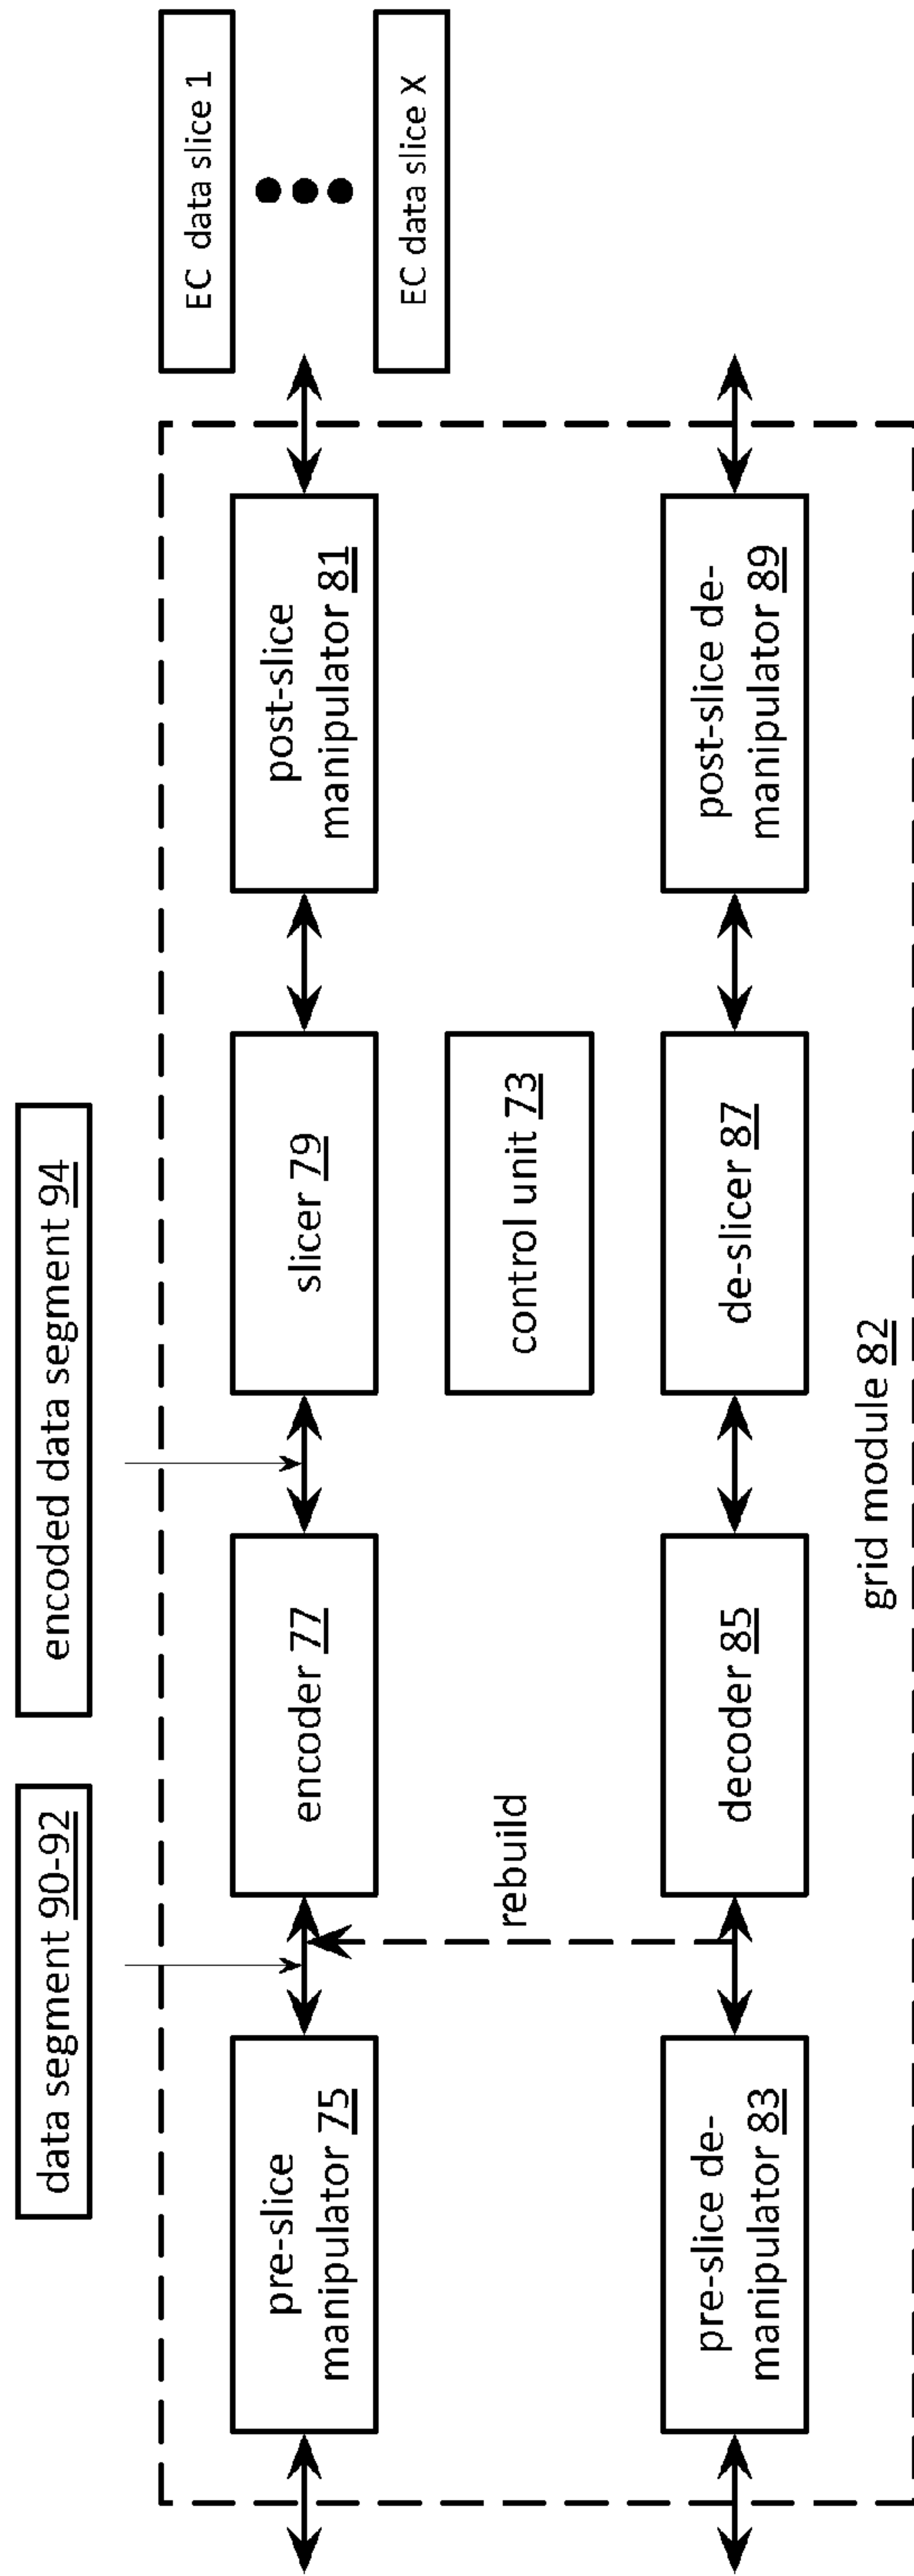 data segment 90-92
encoded data segment 94
pre-slice
manipulator 75
encoder 77
slicer 79
post-slice
manipulator 81
EC data slice 1
EC data slice X
rebuild
control unit 73
pre-slice de-
manipulator 83
decoder 85
de-slicer 87
post-slice de-
manipulator 89
grid module 82